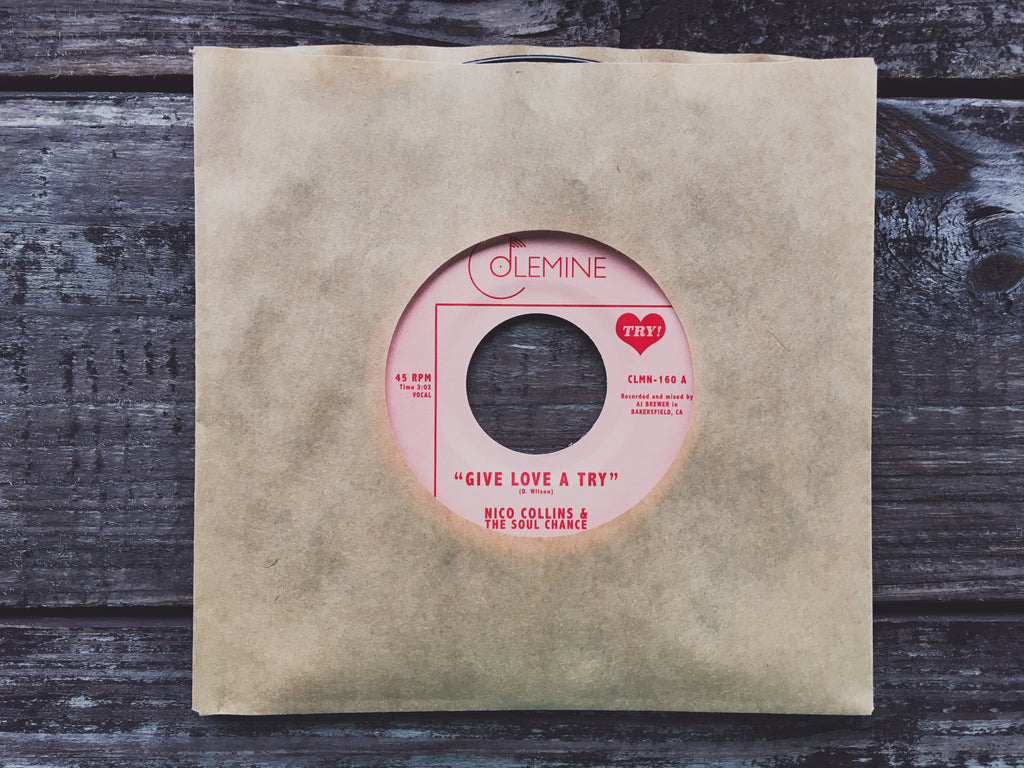 COLEMINE
TRY!
45 RPM
Time 3:03
VOCAL
CLMN-160 A
Recorded and mixed by
AJ BREWER in
BAKERSFIELD, CA
“GIVE LOVE A TRY”
(D. Wilson)
NICO COLLINS &
THE SOUL CHANCE